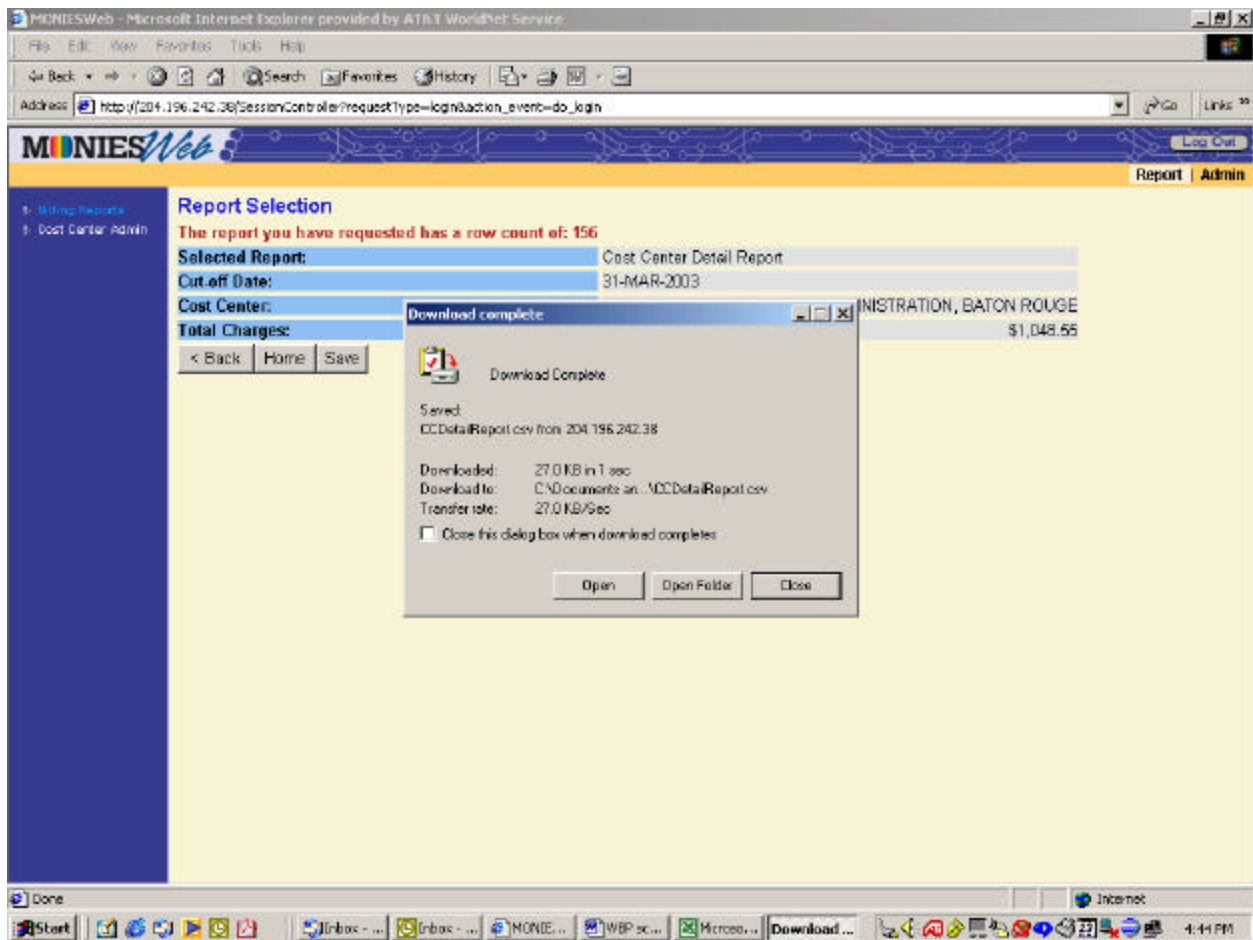 MONIESWeb - Microsoft Internet Explorer provided by AT&T WorldNet Service
File Edit View Favorites Tools Help
Back Search Favorites History
Address http://204.196.242.38/SessionController?requestType=login&action_event=do_login Go Links »
MONIESWeb Log Out
Report | Admin
Billing Reports
Cost Center Admin
Report Selection
The report you have requested has a row count of: 156
Selected Report: Cost Center Detail Report
Cut-off Date: 31-MAR-2003
Cost Center: INISTRATION, BATON ROUGE
Total Charges: $1,048.55
< Back Home Save
Download complete
Download Complete
Saved:
CCDetailReport.csv from 204.196.242.38
Downloaded: 27.0 KB in 1 sec
Download to: C:\Documents an...\CCDetailReport.csv
Transfer rate: 27.0 KB/Sec
Close this dialog box when download completes
Open Open Folder Close
Done Internet
Start Inbox - ... Inbox - ... MONIE... WBP sc... Microso... Download ... 4:44 PM